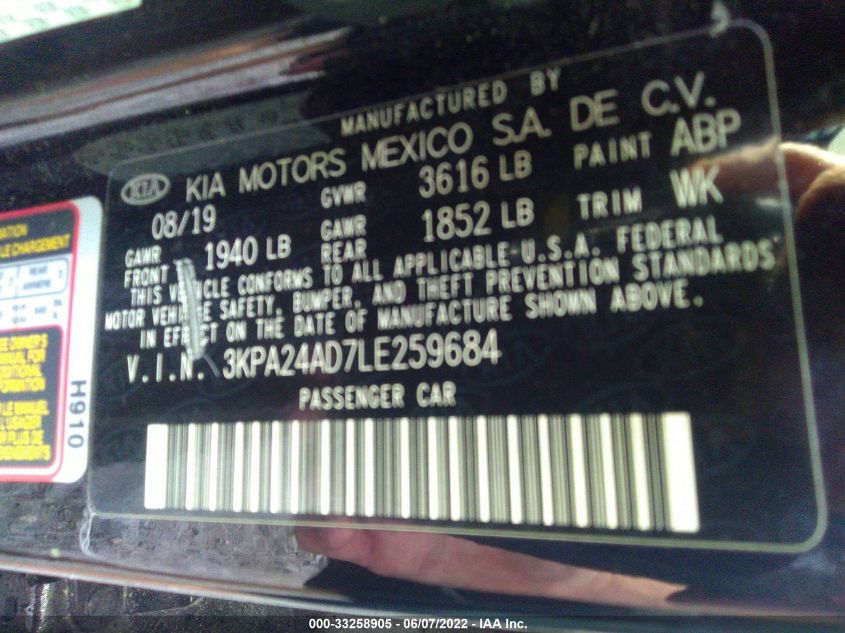 MANUFACTURED BY
KIA KIA MOTORS MEXICO S.A. DE C.V.
08/19 GVWR 3616 LB PAINT ABP
GAWR FRONT 1940 LB GAWR REAR 1852 LB TRIM WK
THIS VEHICLE CONFORMS TO ALL APPLICABLE U.S.A. FEDERAL
MOTOR VEHICLE SAFETY, BUMPER, AND THEFT PREVENTION STANDARDS
IN EFFECT ON THE DATE OF MANUFACTURE SHOWN ABOVE.
V.I.N. 3KPA24AD7LE259684
PASSENGER CAR
LE CHARGEMENT
REAR
H910
000-33258905 - 06/07/2022 - IAA Inc.